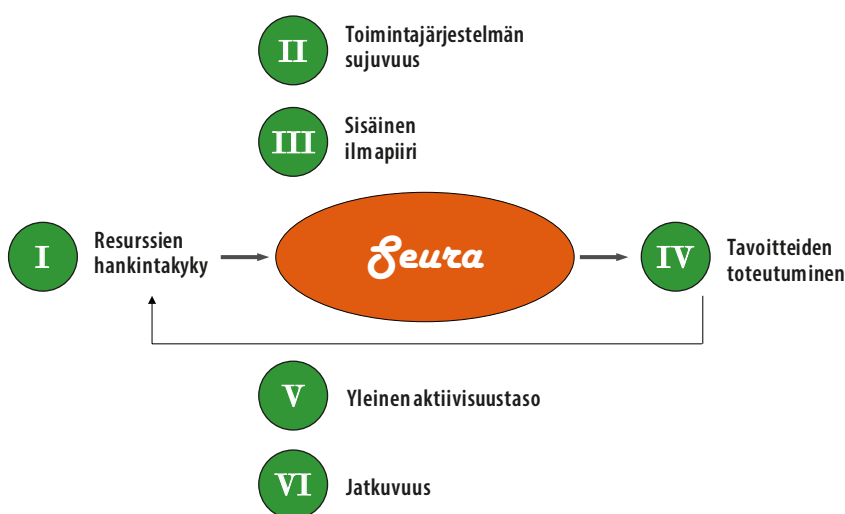 II
Toimintajärjestelmän
sujuvuus
III
Sisäinen
ilmapiiri
I
Resurssien
hankintakyky
Seura
IV
Tavoitteiden
toteutuminen
V
Yleinen aktiivisuustaso
VI
Jatkuvuus